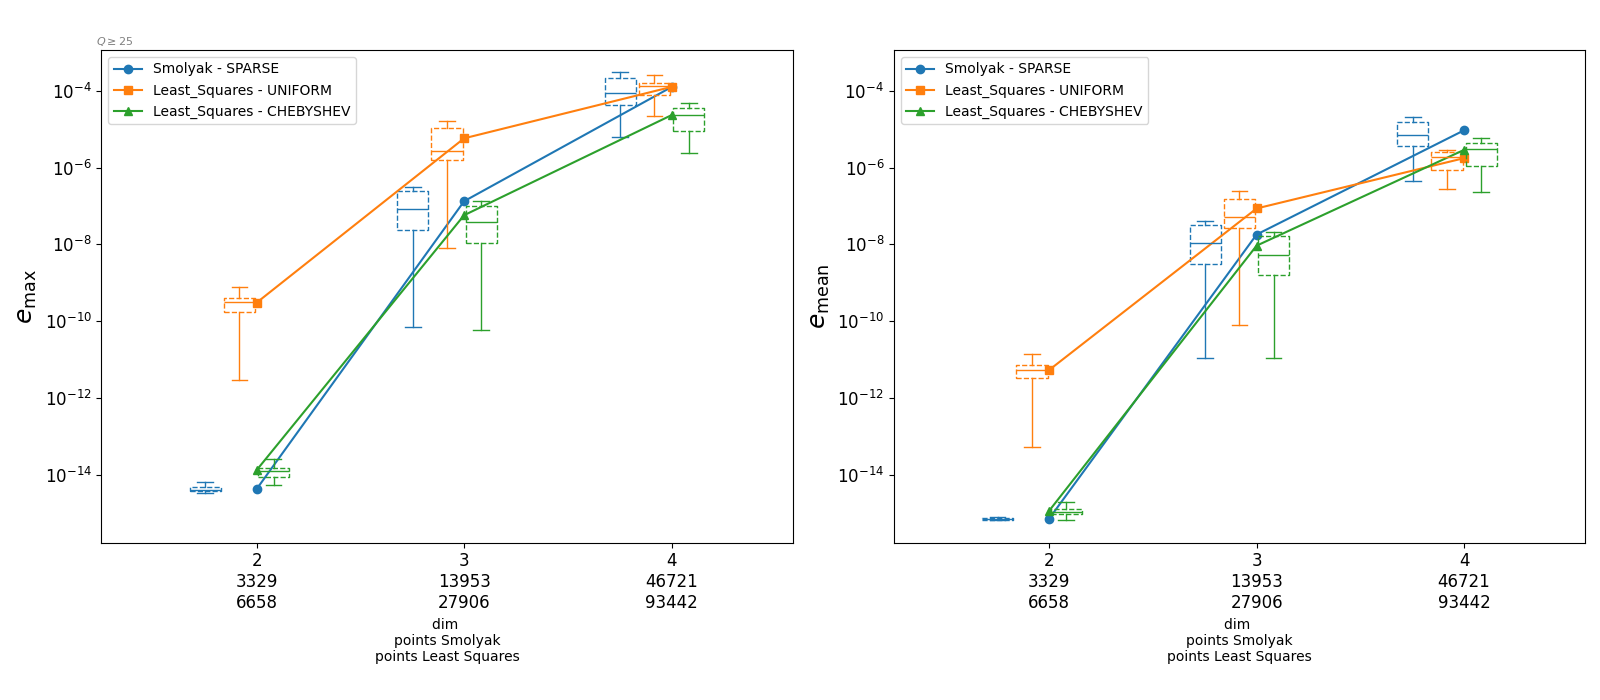 Q ≥ 25
Smolyak - SPARSE
Least_Squares - UNIFORM
Least_Squares - CHEBYSHEV
10⁻⁴
10⁻⁶
10⁻⁸
10⁻¹⁰
10⁻¹²
10⁻¹⁴
e_max
2 3 4
3329 13953 46721
6658 27906 93442
dim
points Smolyak
points Least Squares
Smolyak - SPARSE
Least_Squares - UNIFORM
Least_Squares - CHEBYSHEV
10⁻⁴
10⁻⁶
10⁻⁸
10⁻¹⁰
10⁻¹²
10⁻¹⁴
e_mean
2 3 4
3329 13953 46721
6658 27906 93442
dim
points Smolyak
points Least Squares